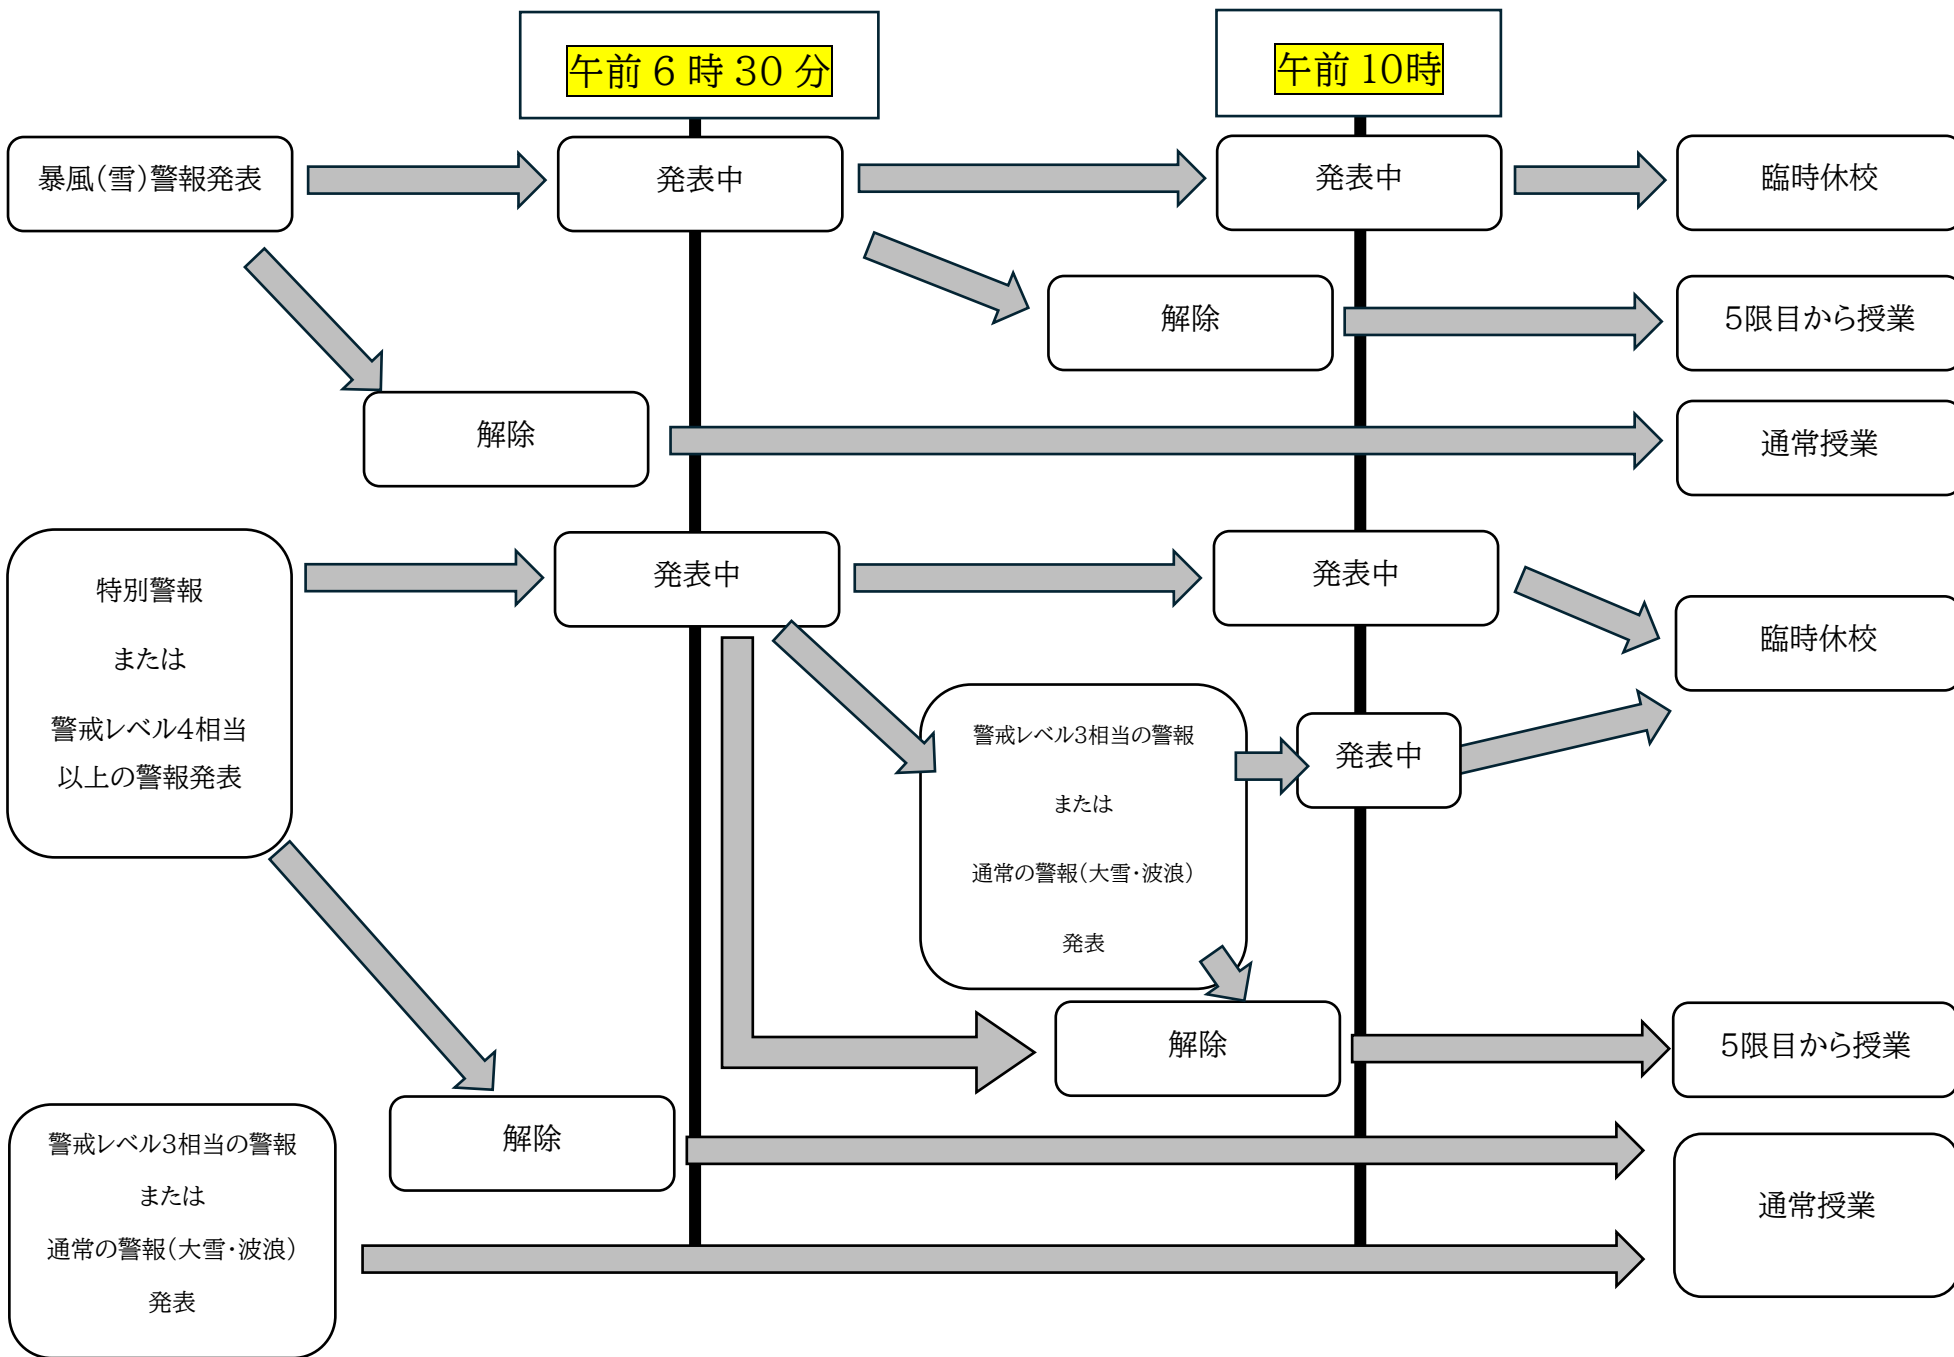 午前６時30分
午前10時
暴風（雪）警報発表
発表中
発表中
臨時休校
解除
５限目から授業
解除
通常授業
特別警報
または
警戒レベル４相当
以上の警報発表
発表中
発表中
臨時休校
警戒レベル３相当の警報
または
通常の警報（大雪・波浪）
発表
発表中
解除
５限目から授業
解除
警戒レベル３相当の警報
または
通常の警報（大雪・波浪）
発表
通常授業